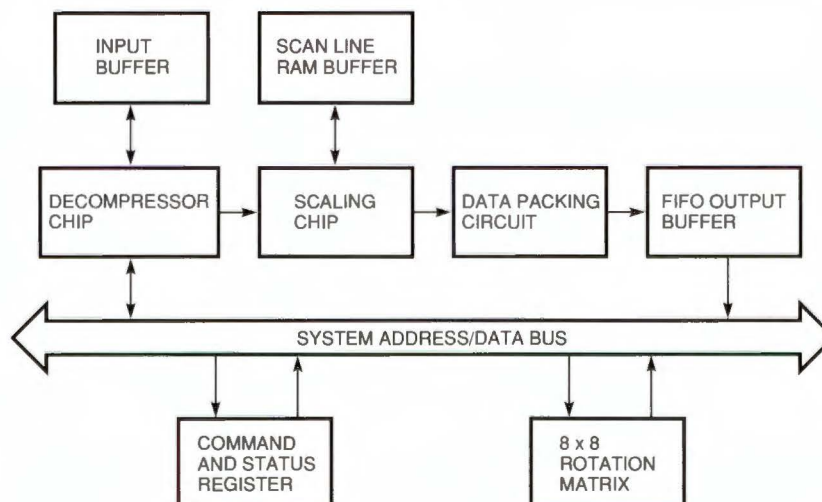 INPUT
BUFFER
SCAN LINE
RAM BUFFER
DECOMPRESSOR
CHIP
SCALING
CHIP
DATA PACKING
CIRCUIT
FIFO OUTPUT
BUFFER
SYSTEM ADDRESS/DATA BUS
COMMAND
AND STATUS
REGISTER
8 x 8
ROTATION
MATRIX